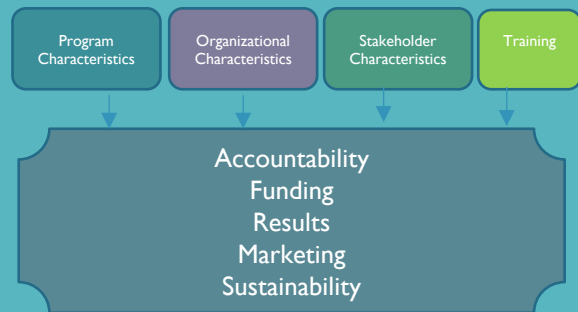 Program
Characteristics
Organizational
Characteristics
Stakeholder
Characteristics
Training
Accountability
Funding
Results
Marketing
Sustainability